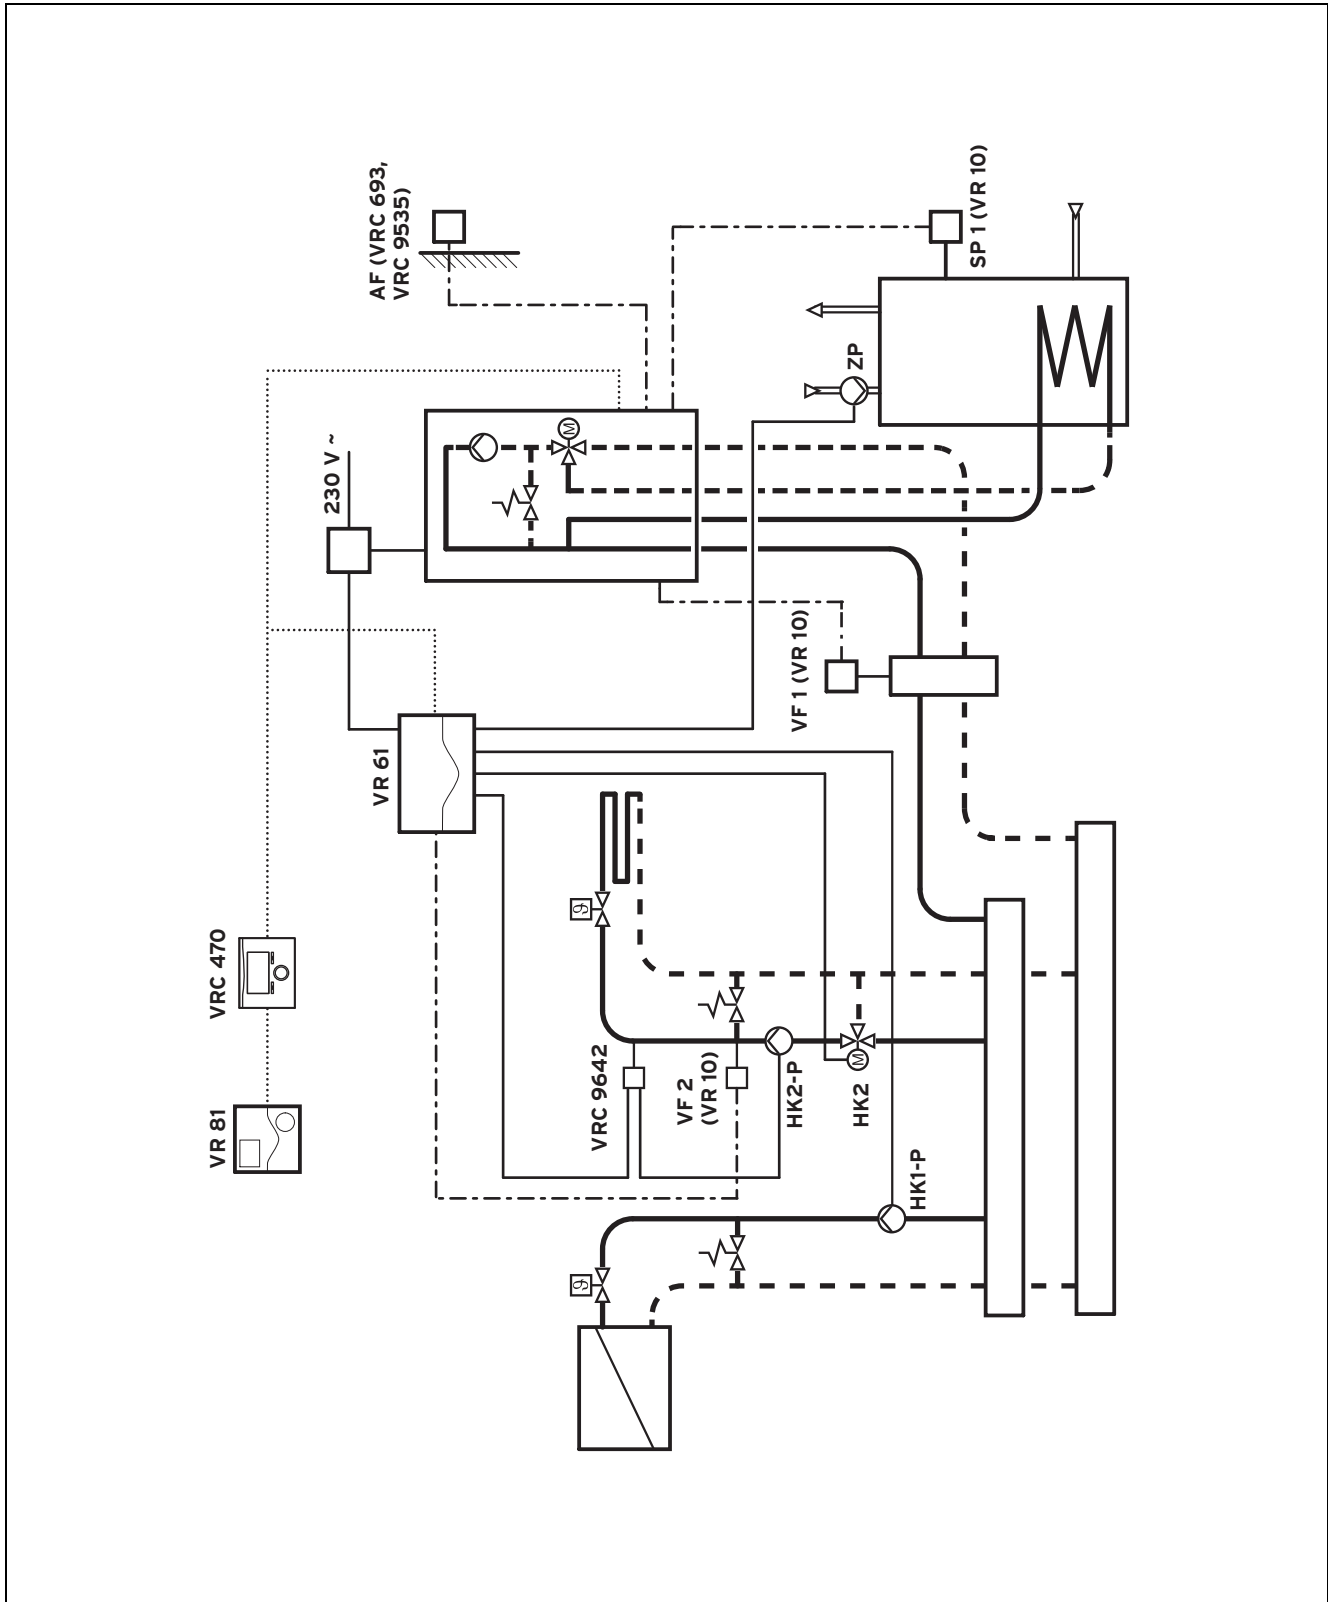 VR 81
VRC 470
VR 61
230 V ~
AF (VRC 693,
VRC 9535)
M
ZP
SP 1 (VR 10)
VF 1 (VR 10)
VRC 9642
VF 2
(VR 10)
HK2-P
M
HK2
HK1-P